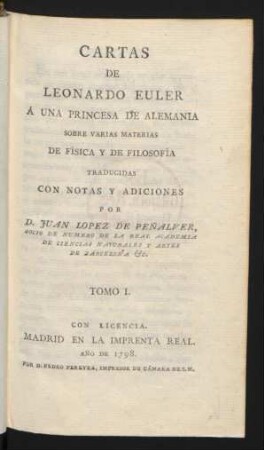 CARTAS
DE
LEONARDO EULER
Á UNA PRINCESA DE ALEMANIA
SOBRE VARIAS MATERIAS
DE FÍSICA Y DE FILOSOFÍA
TRADUCIDAS
CON NOTAS Y ADICIONES
POR
D. JUAN LOPEZ DE PEÑALVER,
SOCIO DE NUMERO DE LA REAL ACADEMIA
DE CIENCIAS NATURALES Y ARTES
DE BARCELONA &c.
TOMO I.
CON LICENCIA.
MADRID EN LA IMPRENTA REAL.
AÑO DE 1798.
POR D. PEDRO PEREYRA, IMPRESOR DE CÁMARA DE S.M.